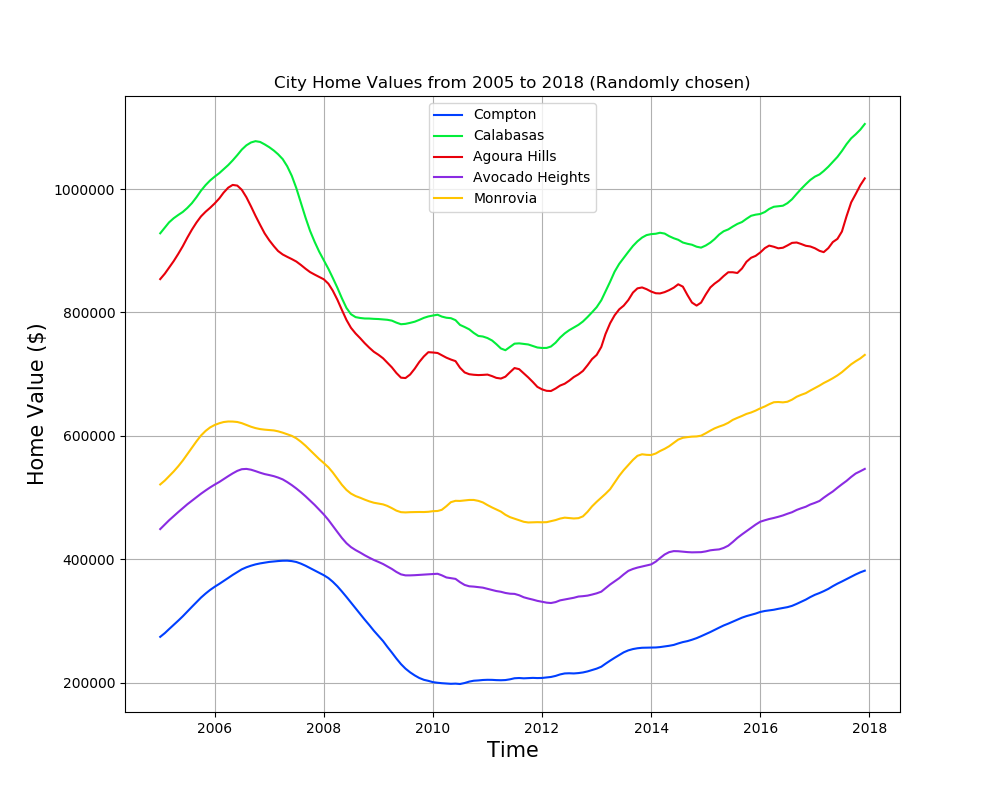 City Home Values from 2005 to 2018 (Randomly chosen)
Compton
Calabasas
Agoura Hills
Avocado Heights
Monrovia
Home Value ($)
1000000
800000
600000
400000
200000
2006 2008 2010 2012 2014 2016 2018
Time